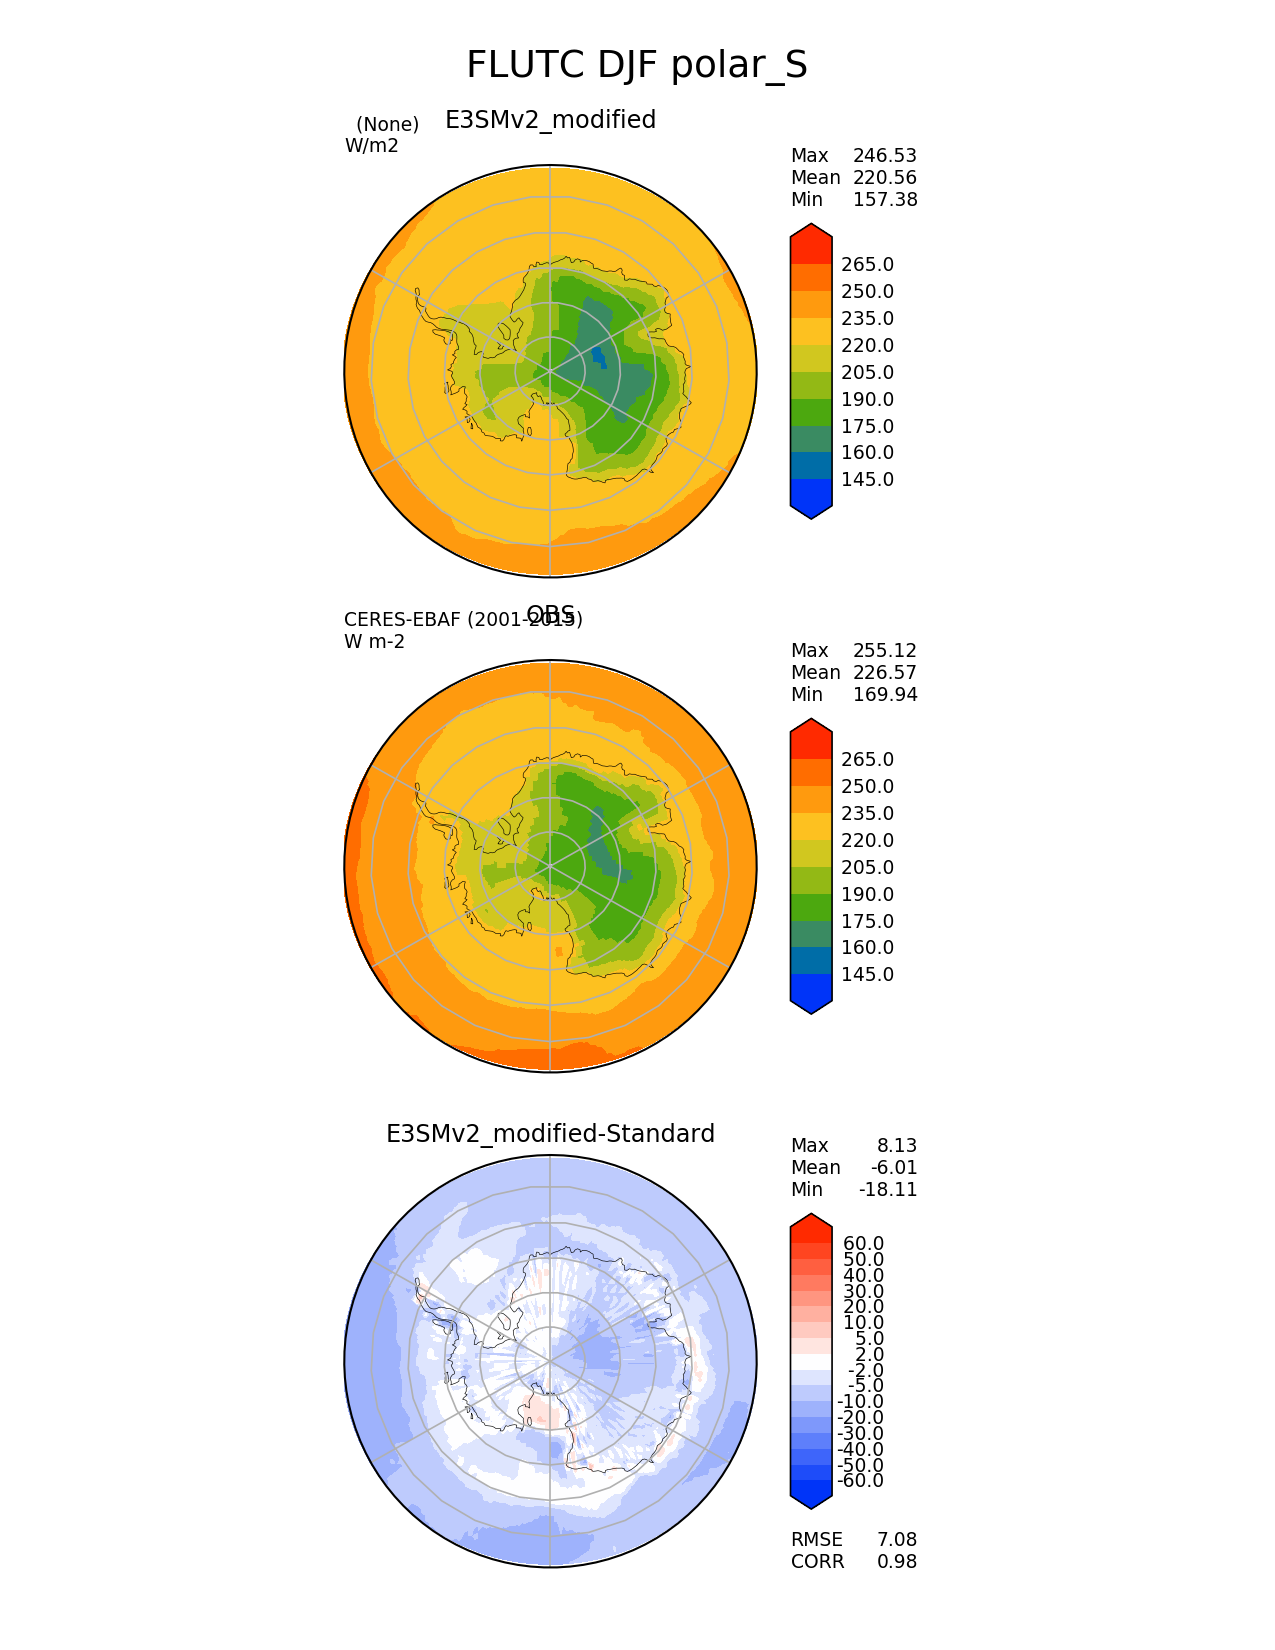 FLUTC DJF polar_S
E3SMv2_modified
(None)
W/m2
Max 246.53
Mean 220.56
Min 157.38
265.0
250.0
235.0
220.0
205.0
190.0
175.0
160.0
145.0
OBS
CERES-EBAF (2001-2015)
W m-2
Max 255.12
Mean 226.57
Min 169.94
265.0
250.0
235.0
220.0
205.0
190.0
175.0
160.0
145.0
E3SMv2_modified-Standard
Max 8.13
Mean -6.01
Min -18.11
60.0
50.0
40.0
30.0
20.0
10.0
5.0
2.0
-2.0
-5.0
-10.0
-20.0
-30.0
-40.0
-50.0
-60.0
RMSE 7.08
CORR 0.98